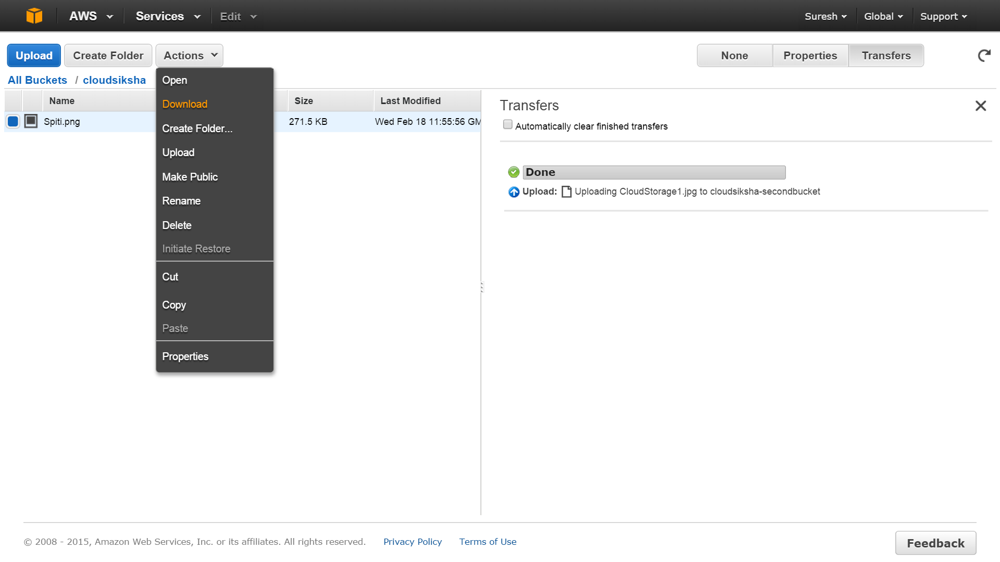 AWS Services Edit Suresh Global Support
Upload Create Folder Actions None Properties Transfers
All Buckets / cloudsiksha
Name Size Last Modified
Spiti.png 271.5 KB Wed Feb 18 11:55:56 GM
Open
Download
Create Folder...
Upload
Make Public
Rename
Delete
Initiate Restore
Cut
Copy
Paste
Properties
Transfers
Automatically clear finished transfers
Done
Upload: Uploading CloudStorage1.jpg to cloudsiksha-secondbucket
© 2008 - 2015, Amazon Web Services, Inc. or its affiliates. All rights reserved. Privacy Policy Terms of Use
Feedback